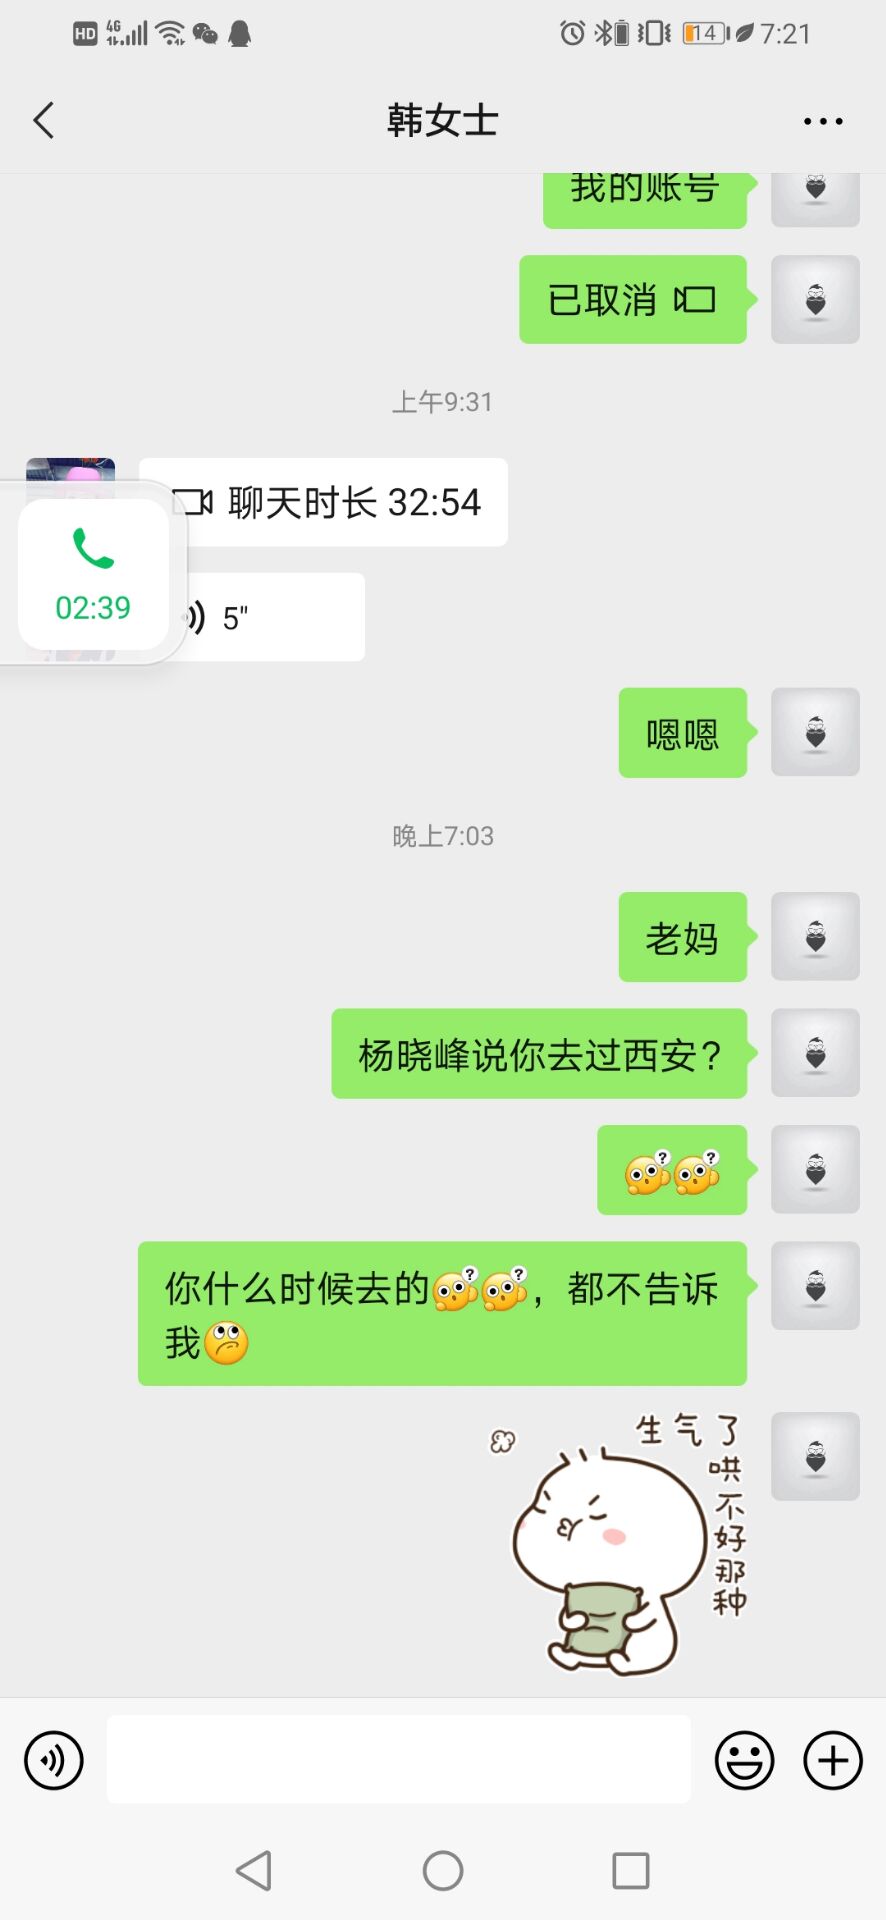 HD 4G 14 7:21
韩女士
我的账号
已取消
上午9:31
聊天时长 32:54
02:39
5"
嗯嗯
晚上7:03
老妈
杨晓峰说你去过西安？
你什么时候去的，都不告诉
我
生气了
哄不好那种